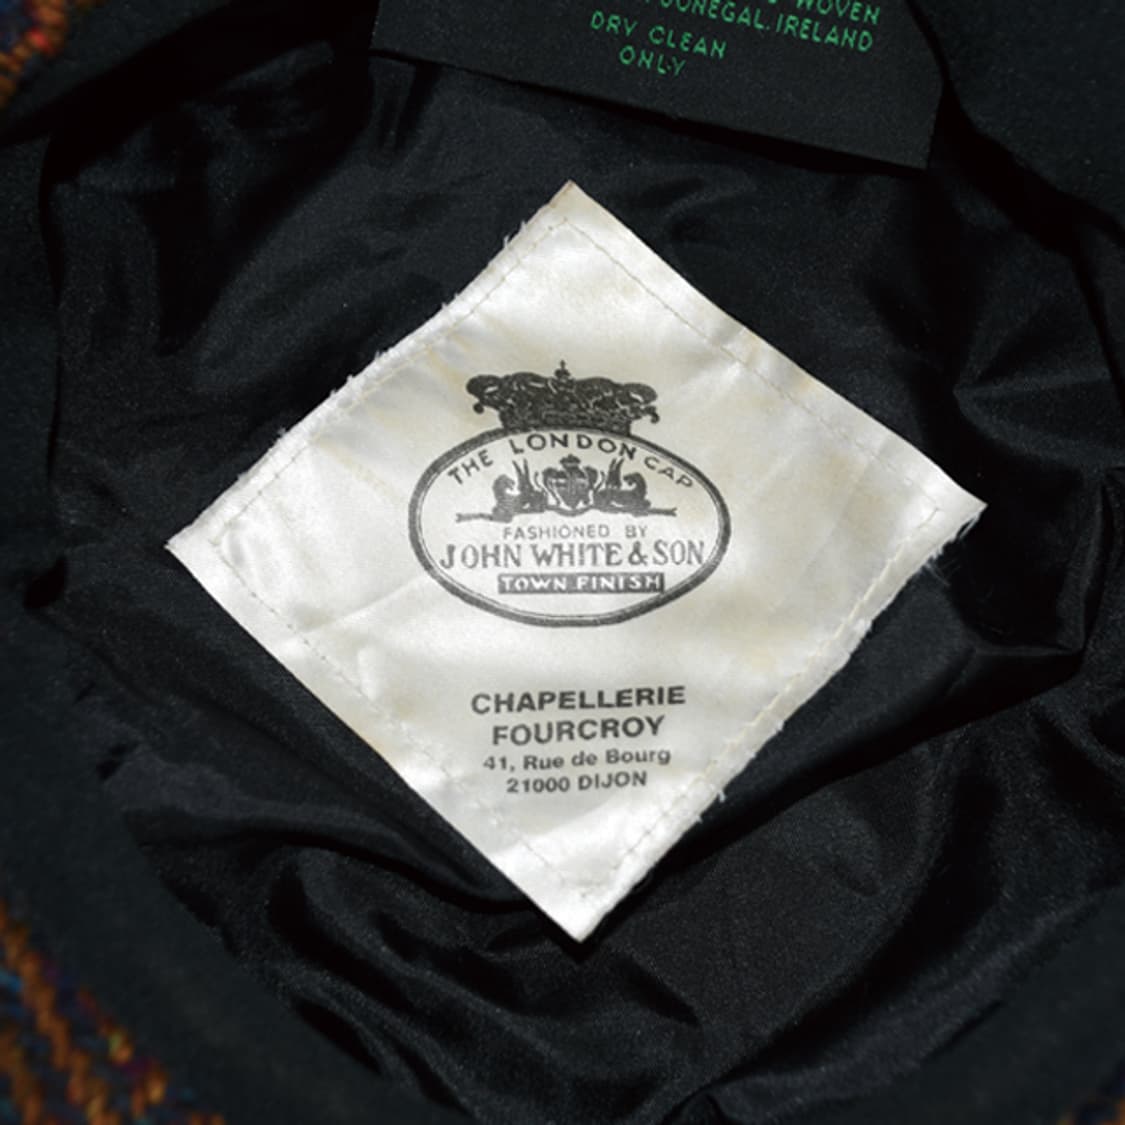 WOVEN
DONEGAL. IRELAND
DRY CLEAN
ONLY
THE LONDON CAP
FASHIONED BY
JOHN WHITE & SON
TOWN FINISH
CHAPELLERIE
FOURCROY
41, Rue de Bourg
21000 DIJON